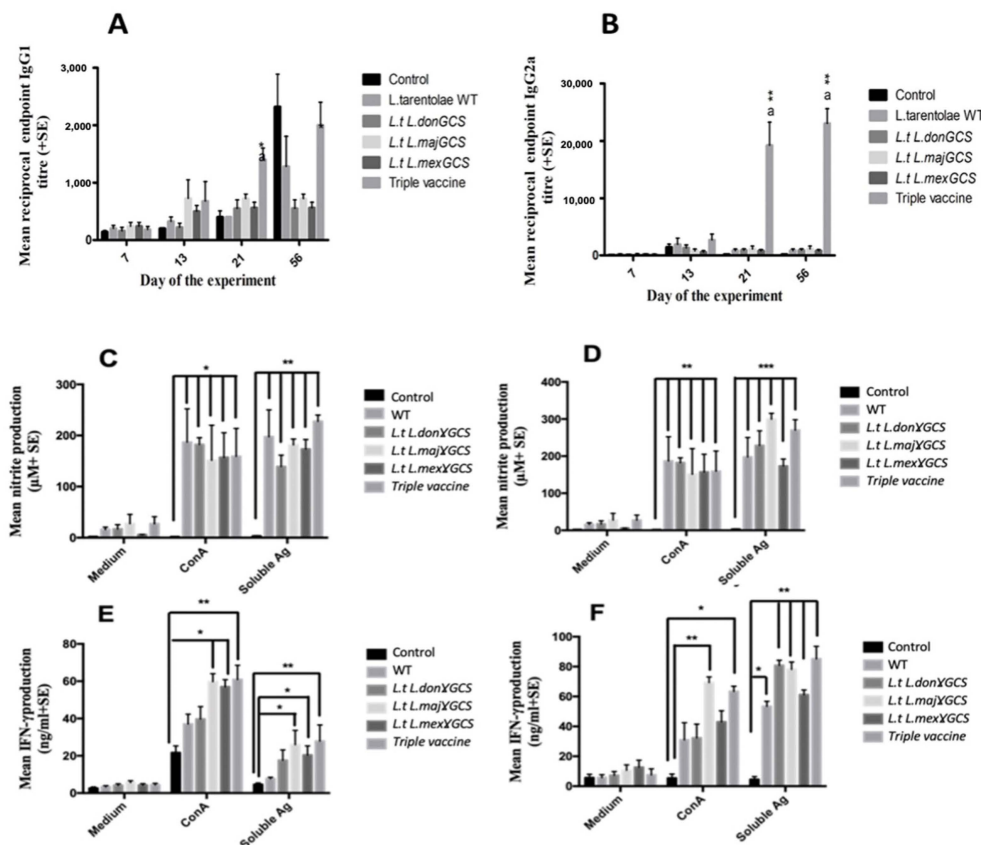 A
Mean reciprocal endpoint IgG1
titre (+SE)
3,000
2,000
1,000
0
*
a
7
13
21
56
Day of the experiment
Control
L.tarentolae WT
L.t L.donGCS
L.t L.majGCS
L.t L.mexGCS
Triple vaccine
B
Mean reciprocal endpoint IgG2a
titre (+SE)
30,000
20,000
10,000
0
**
a
**
a
7
13
21
56
Day of the experiment
Control
L.tarentolae WT
L.t L.donGCS
L.t L.majGCS
L.t L.mexGCS
Triple vaccine
C
Mean nitrite production
(µM+ SE)
300
200
100
0
*
**
Medium
ConA
Soluble Ag
Control
WT
L.t L.donɣGCS
L.t L.majɣGCS
L.t L.mexɣGCS
Triple vaccine
D
Mean nitrite production
(µM+ SE)
400
300
200
100
0
**
***
Medium
ConA
Soluble Ag
Control
WT
L.t L.donɣGCS
L.t L.majɣGCS
L.t L.mexɣGCS
Triple vaccine
E
Mean IFN-γproduction
(ng/ml+SE)
80
60
40
20
0
**
*
**
*
*
Medium
ConA
Soluble Ag
Control
WT
L.t L.donɣGCS
L.t L.majɣGCS
L.t L.mexɣGCS
Triple vaccine
F
Mean IFN-γproduction
ng/ml+SE)
100
80
60
40
20
0
*
**
**
*
Medium
ConA
Soluble Ag
Control
WT
L.t L.donɣGCS
L.t L.majɣGCS
L.t L.mexɣGCS
Triple vaccine